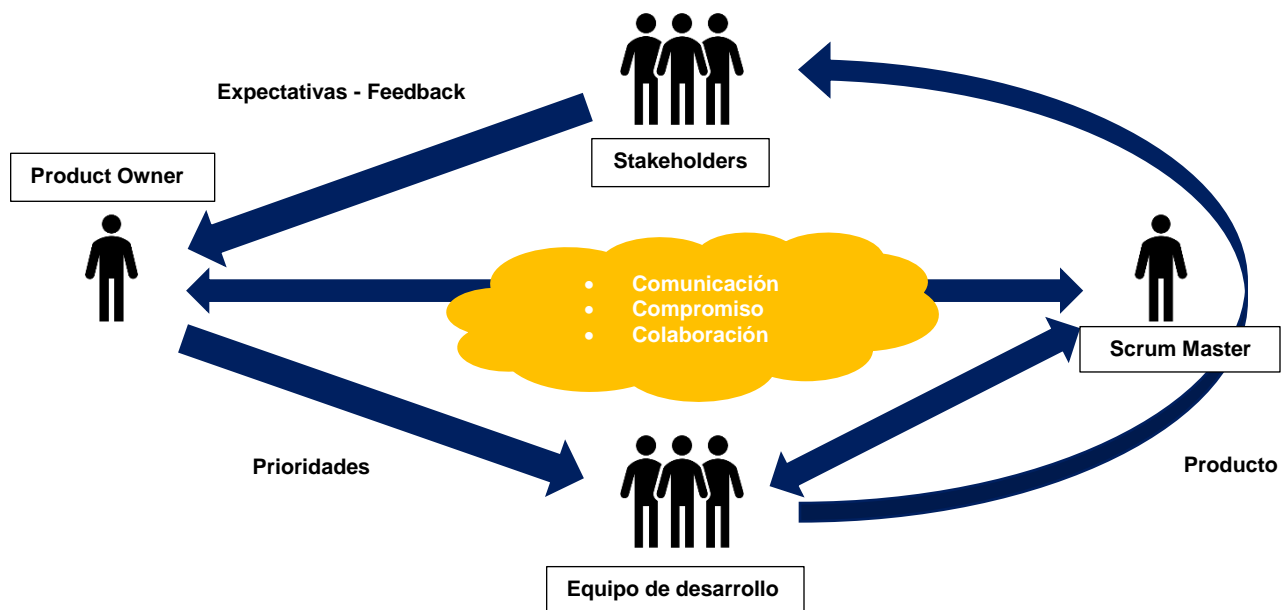 Expectativas - Feedback
Stakeholders
Product Owner
• Comunicación
• Compromiso
• Colaboración
Scrum Master
Prioridades
Producto
Equipo de desarrollo